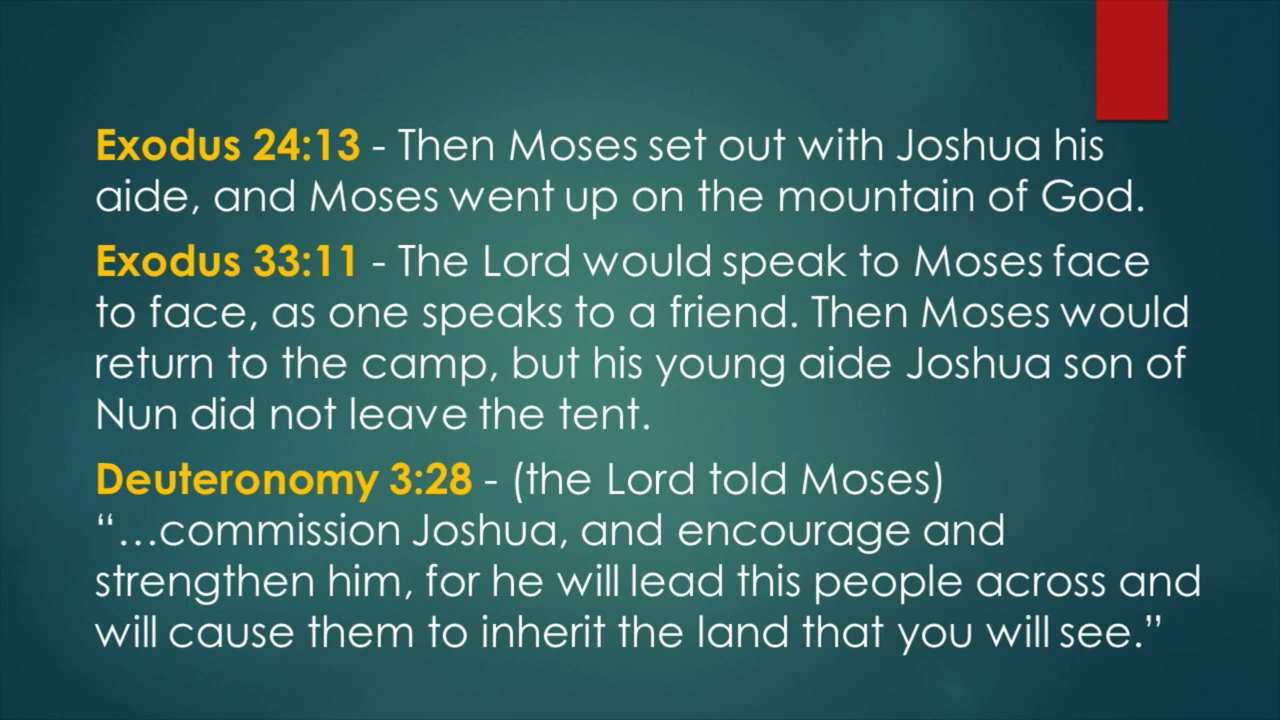 Exodus 24:13 - Then Moses set out with Joshua his
aide, and Moses went up on the mountain of God.
Exodus 33:11 - The Lord would speak to Moses face
to face, as one speaks to a friend. Then Moses would
return to the camp, but his young aide Joshua son of
Nun did not leave the tent.
Deuteronomy 3:28 - (the Lord told Moses)
“…commission Joshua, and encourage and
strengthen him, for he will lead this people across and
will cause them to inherit the land that you will see.”